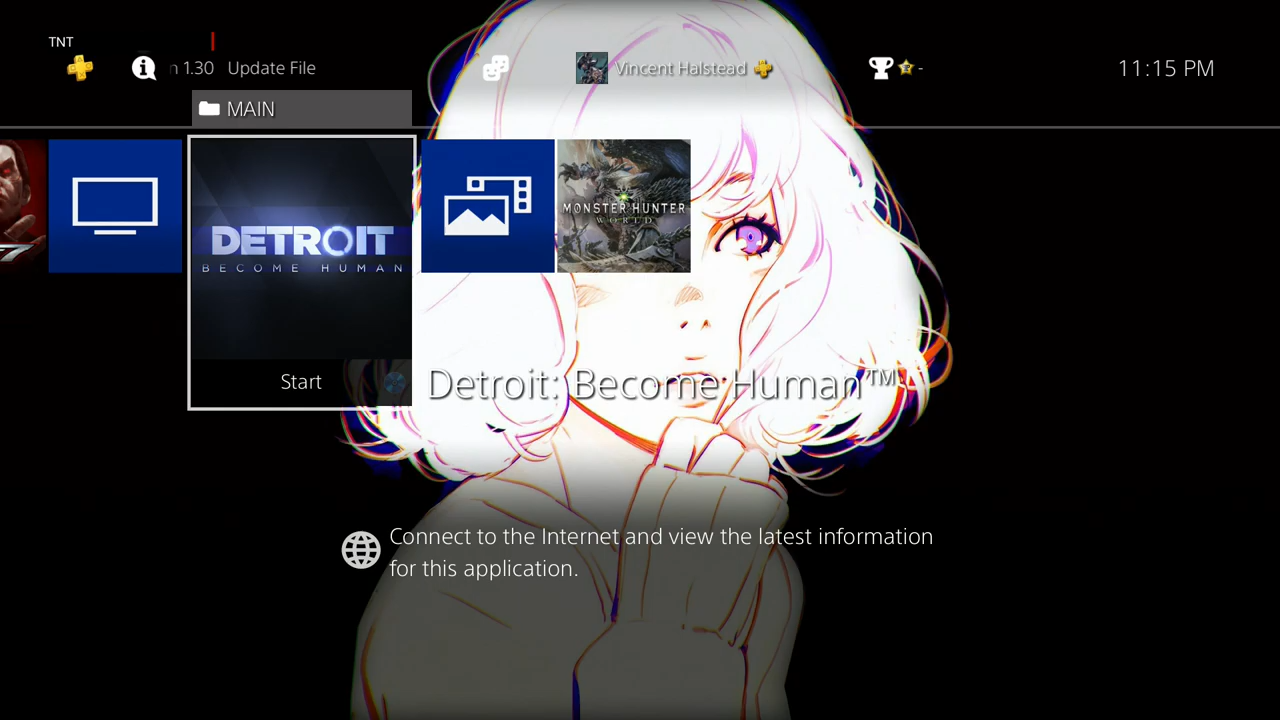 TNT
n 1.30 Update File
Vincent Halstead
-
11:15 PM
MAIN
7
DETROIT
BECOME HUMAN
MONSTER HUNTER
WORLD
Start
Detroit: Become Human™
Connect to the Internet and view the latest information
for this application.